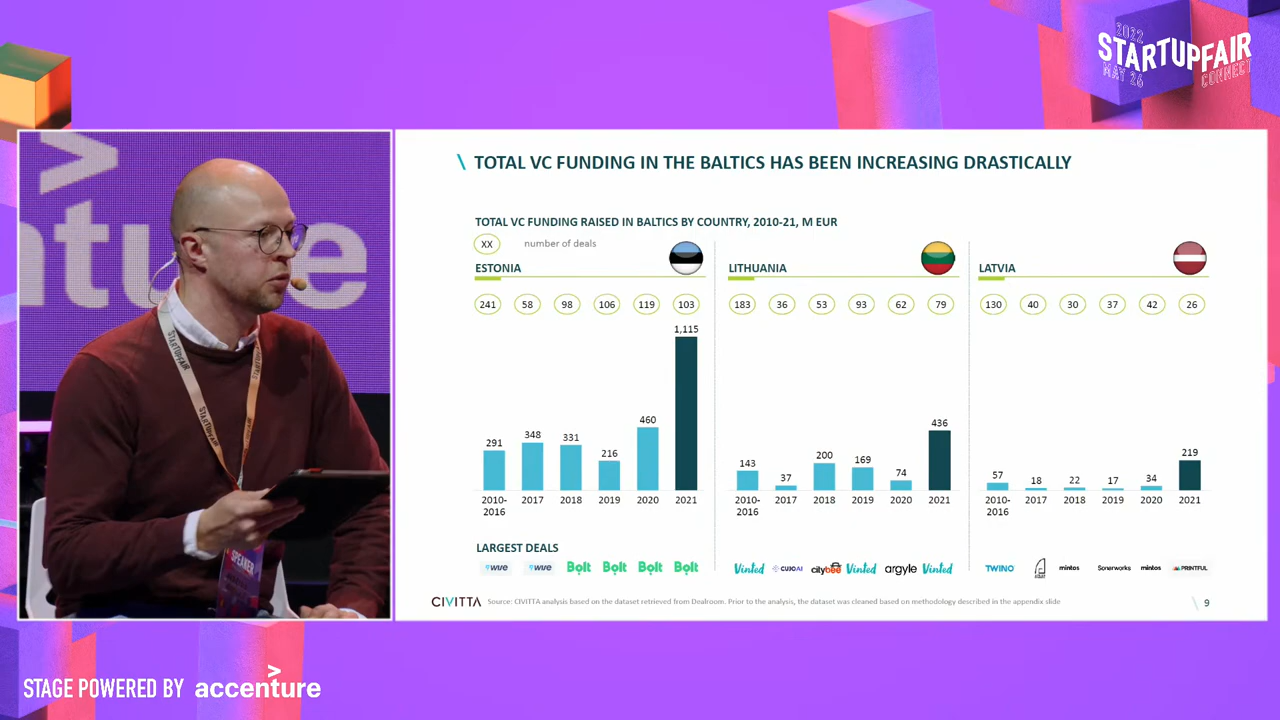 2022
STARTUPFAIR
MAY 26
CONNECT
\ TOTAL VC FUNDING IN THE BALTICS HAS BEEN INCREASING DRASTICALLY
TOTAL VC FUNDING RAISED IN BALTICS BY COUNTRY, 2010-21, M EUR
XX number of deals
ESTONIA
241 58 98 106 119 103
291 348 331 216 460 1,115
2010-2016 2017 2018 2019 2020 2021
LITHUANIA
183 36 53 93 62 79
143 37 200 169 74 436
2010-2016 2017 2018 2019 2020 2021
LATVIA
130 40 30 37 42 26
57 18 22 17 34 219
2010-2016 2017 2018 2019 2020 2021
LARGEST DEALS
WISE WISE Bolt Bolt Bolt Bolt
Vinted CUJOAI citybee Vinted argyle Vinted
TWINO mintos Sonarworks mintos PRINTFUL
CIVITTA Source: CIVITTA analysis based on the dataset retrieved from Dealroom. Prior to the analysis, the dataset was cleaned based on methodology described in the appendix slide
\ 9
ntu e
STARTUPFAIR
STARTUPFAIR
STARTUPFAIR
SPEAKER
STAGE POWERED BY accenture